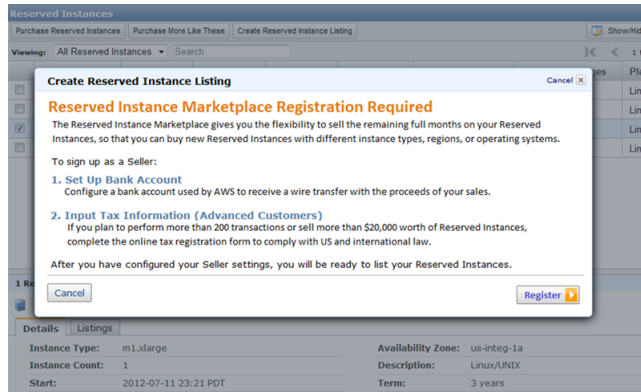 Reserved Instances
Purchase Reserved Instances Purchase More Like These Create Reserved Instance Listing Show/Hid
Viewing: All Reserved Instances Search
Create Reserved Instance Listing Cancel
Reserved Instance Marketplace Registration Required
The Reserved Instance Marketplace gives you the flexibility to sell the remaining full months on your Reserved
Instances, so that you can buy new Reserved Instances with different instance types, regions, or operating systems.
To sign up as a Seller:
1. Set Up Bank Account
Configure a bank account used by AWS to receive a wire transfer with the proceeds of your sales.
2. Input Tax Information (Advanced Customers)
If you plan to perform more than 200 transactions or sell more than $20,000 worth of Reserved Instances,
complete the online tax registration form to comply with US and international law.
After you have configured your Seller settings, you will be ready to list your Reserved Instances.
Cancel Register
1 Re
Details Listings
Instance Type: m1.xlarge Availability Zone: us-integ-1a
Instance Count: 1 Description: Linux/UNIX
Start: 2012-07-11 23:21 PDT Term: 3 years